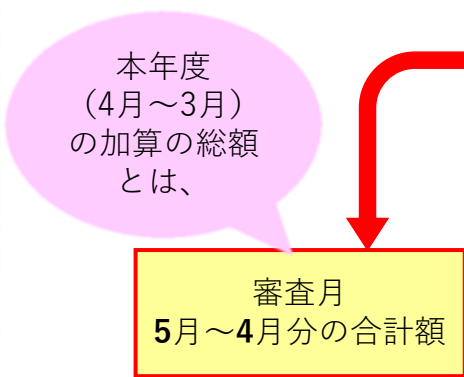 本年度
（4月～3月）
の加算の総額
とは、
審査月
5月～4月分の合計額